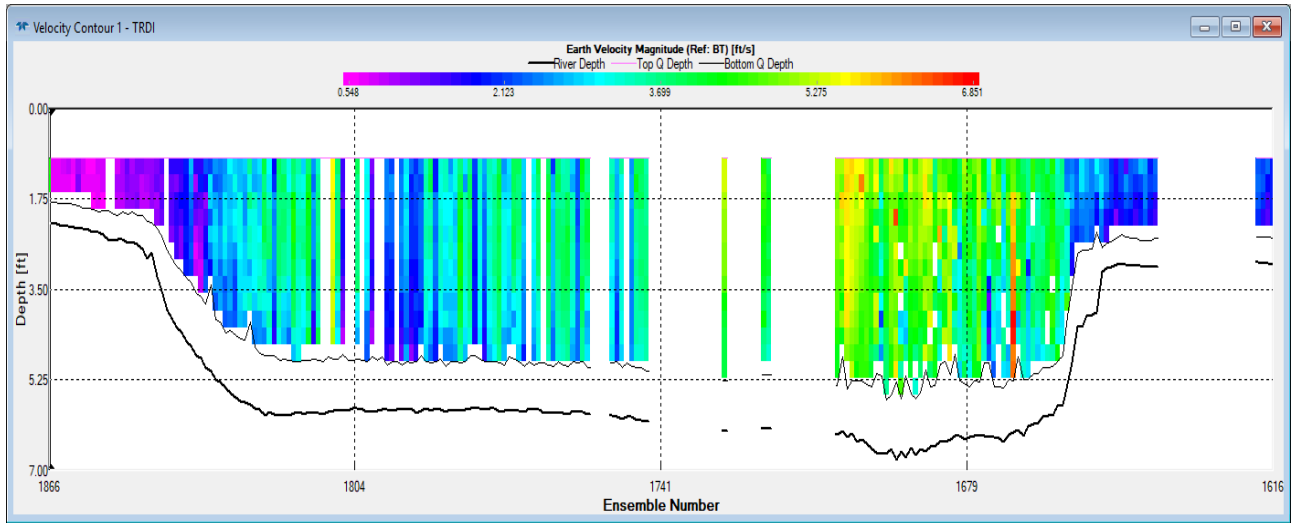 Velocity Contour 1 - TRDI
Earth Velocity Magnitude (Ref: BT) [ft/s]
River Depth Top Q Depth Bottom Q Depth
0.548 2.123 3.699 5.275 6.851
0.00
1.75
3.50
5.25
7.00
Depth [ft]
1866 1804 1741 1679 1616
Ensemble Number